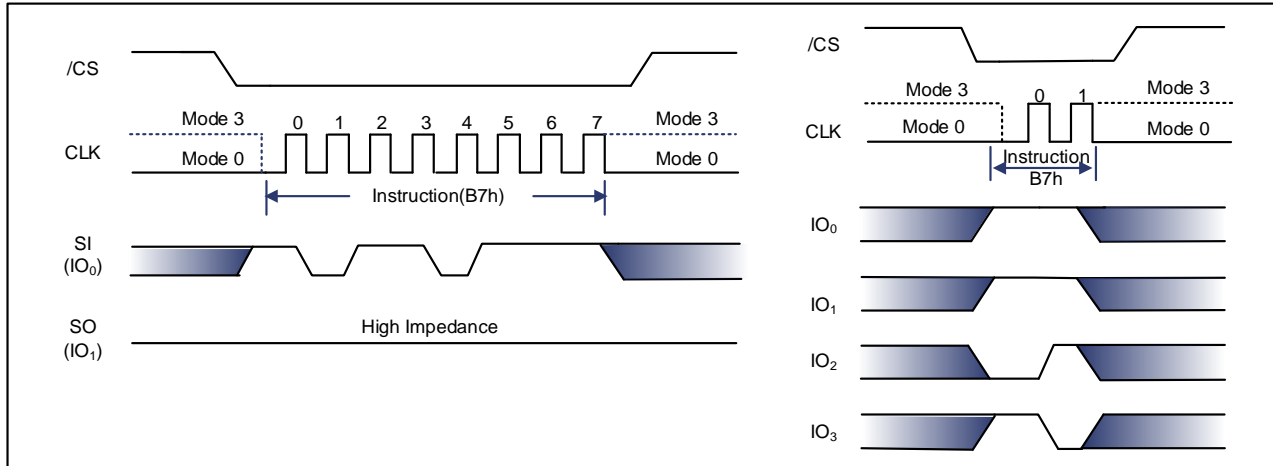 /CS
Mode 3
0 1 2 3 4 5 6 7
Mode 3
CLK
Mode 0
Mode 0
Instruction(B7h)
SI
(IO0)
SO
(IO1)
High Impedance
/CS
Mode 3
0 1
Mode 3
CLK
Mode 0
Mode 0
Instruction
B7h
IO0
IO1
IO2
IO3